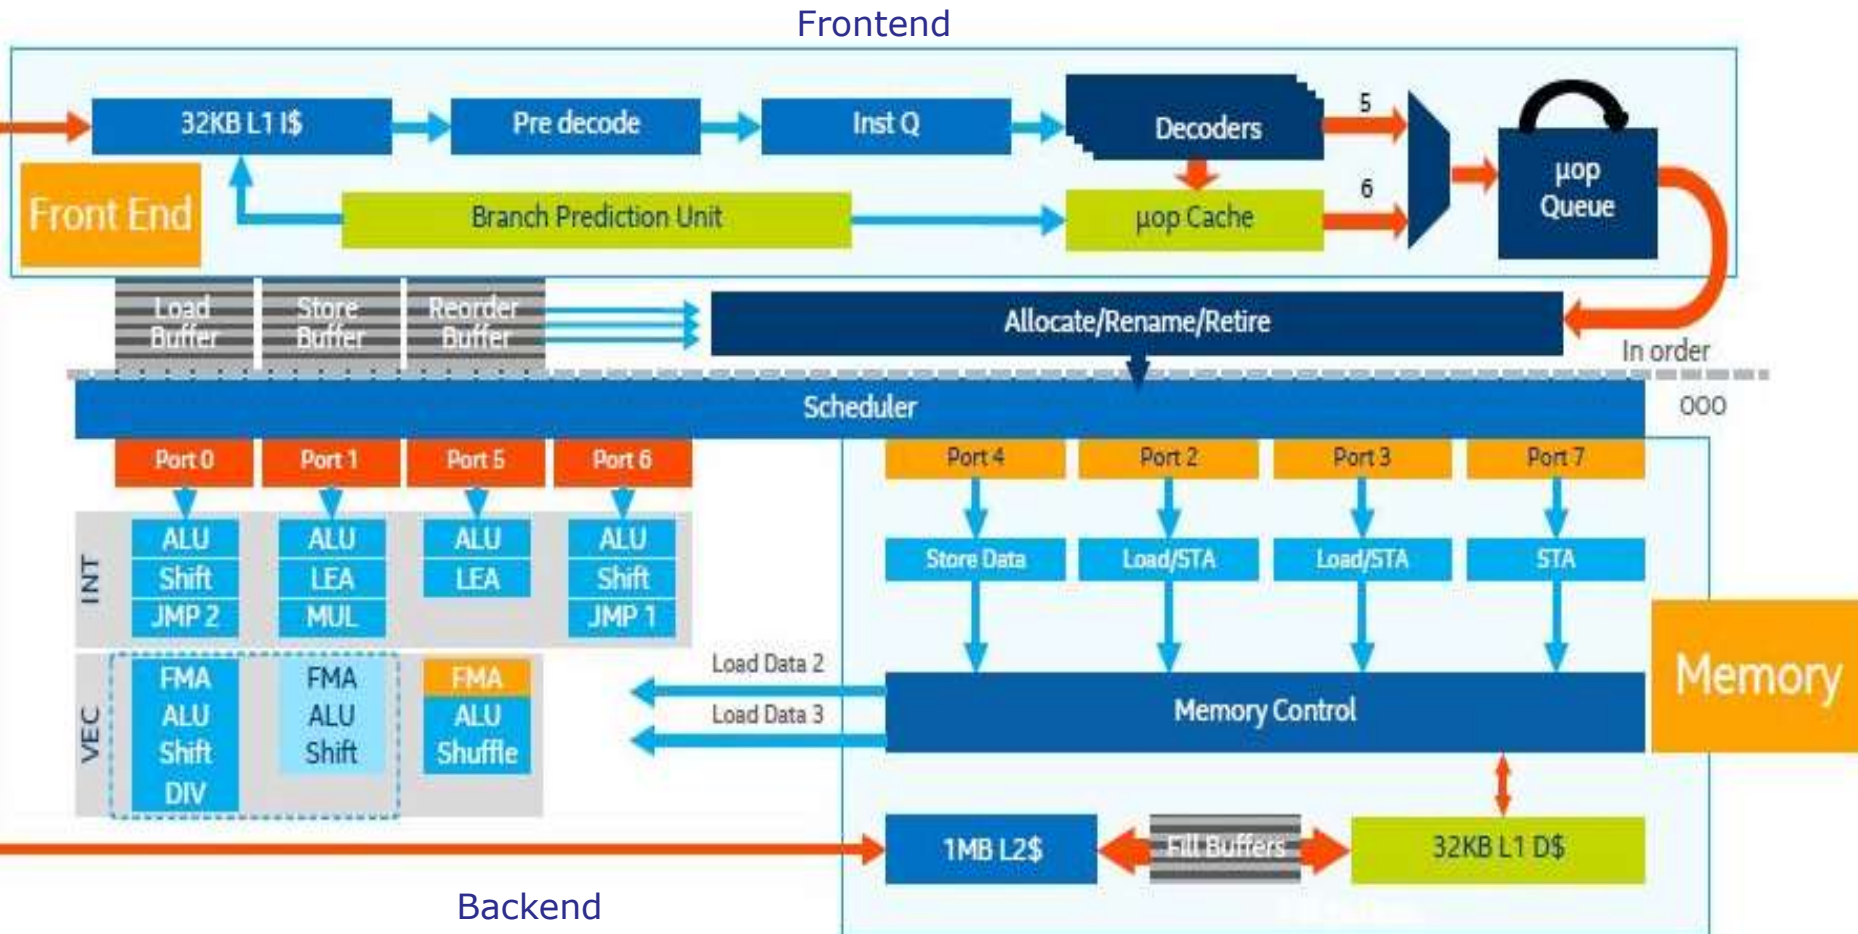 Frontend
32KB L1 I$
Pre decode
Inst Q
Decoders
5
Front End
Branch Prediction Unit
µop Cache
6
µop
Queue
Load
Buffer
Store
Buffer
Reorder
Buffer
Allocate/Rename/Retire
In order
Scheduler
OOO
Port 0
Port 1
Port 5
Port 6
Port 4
Port 2
Port 3
Port 7
INT
ALU
Shift
JMP 2
ALU
LEA
MUL
ALU
LEA
ALU
Shift
JMP 1
Store Data
Load/STA
Load/STA
STA
VEC
FMA
ALU
Shift
DIV
FMA
ALU
Shift
FMA
ALU
Shuffle
Load Data 2
Load Data 3
Memory Control
Memory
1MB L2$
Fill Buffers
32KB L1 D$
Backend